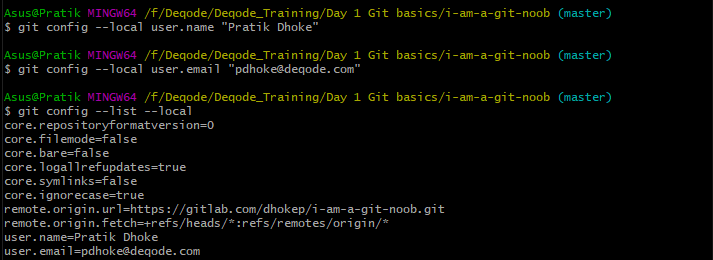 Asus@Pratik MINGW64 /f/Deqode/Deqode_Training/Day 1 Git basics/i-am-a-git-noob (master)
$ git config --local user.name "Pratik Dhoke"
Asus@Pratik MINGW64 /f/Deqode/Deqode_Training/Day 1 Git basics/i-am-a-git-noob (master)
$ git config --local user.email "pdhoke@deqode.com"
Asus@Pratik MINGW64 /f/Deqode/Deqode_Training/Day 1 Git basics/i-am-a-git-noob (master)
$ git config --list --local
core.repositoryformatversion=0
core.filemode=false
core.bare=false
core.logallrefupdates=true
core.symlinks=false
core.ignorecase=true
remote.origin.url=https://gitlab.com/dhokep/i-am-a-git-noob.git
remote.origin.fetch=+refs/heads/*:refs/remotes/origin/*
user.name=Pratik Dhoke
user.email=pdhoke@deqode.com